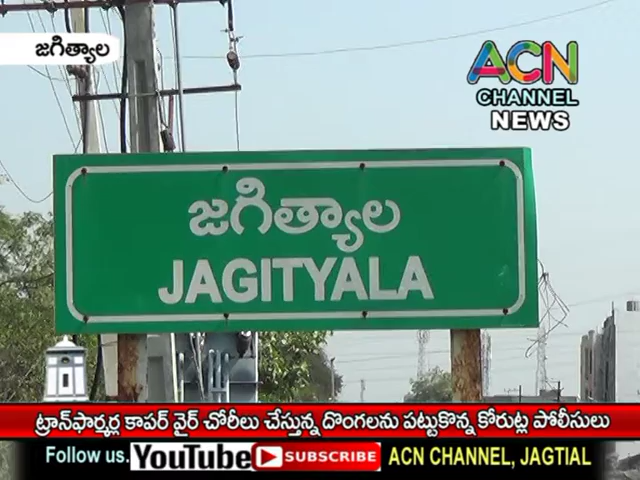 జగిత్యాల
ACN
CHANNEL
NEWS
జగిత్యాల
JAGITYALA
ట్రాన్‌ఫార్మర్ల కాపర్ వైర్ చోరీలు చేస్తున్న దొంగలను పట్టుకొన్న కోరుట్ల పోలీసులు
Follow us. YouTube SUBSCRIBE ACN CHANNEL, JAGTIAL